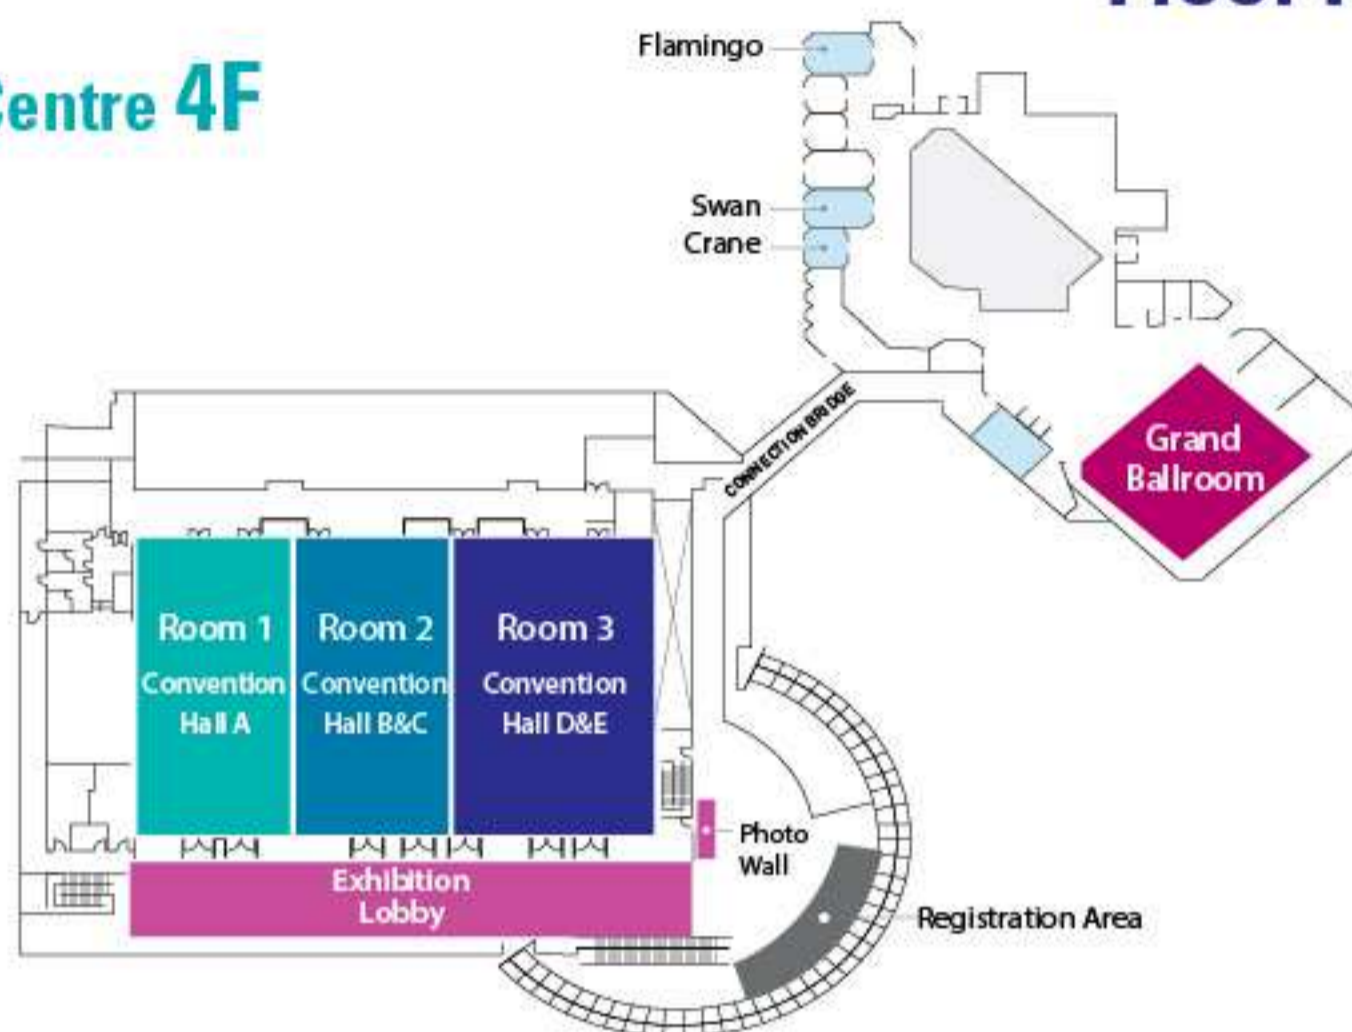 Centre 4F
Flamingo
Swan
Crane
CONNECTION BRIDGE
Grand
Ballroom
Room 1
Convention
Hall A
Room 2
Convention
Hall B&C
Room 3
Convention
Hall D&E
Photo
Wall
Exhibition
Lobby
Registration Area